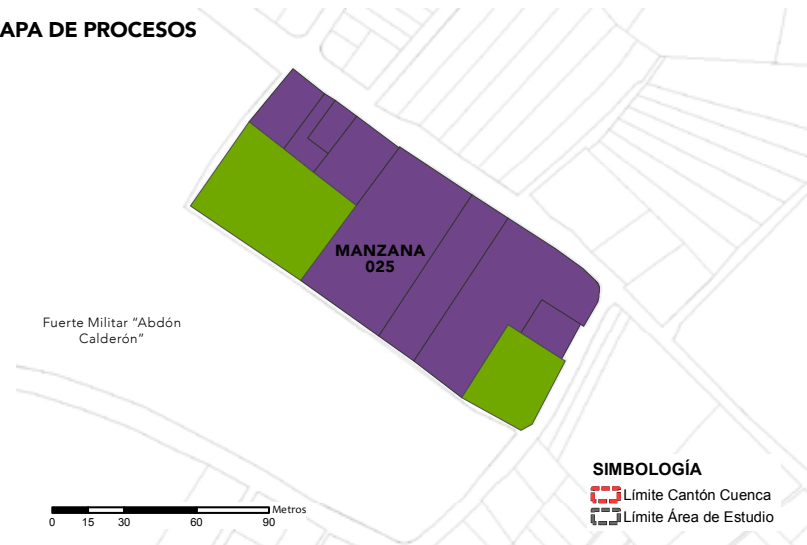 APA DE PROCESOS
MANZANA
025
Fuerte Militar “Abdón
Calderón”
SIMBOLOGÍA
Límite Cantón Cuenca
Límite Área de Estudio
Metros
0 15 30 60 90